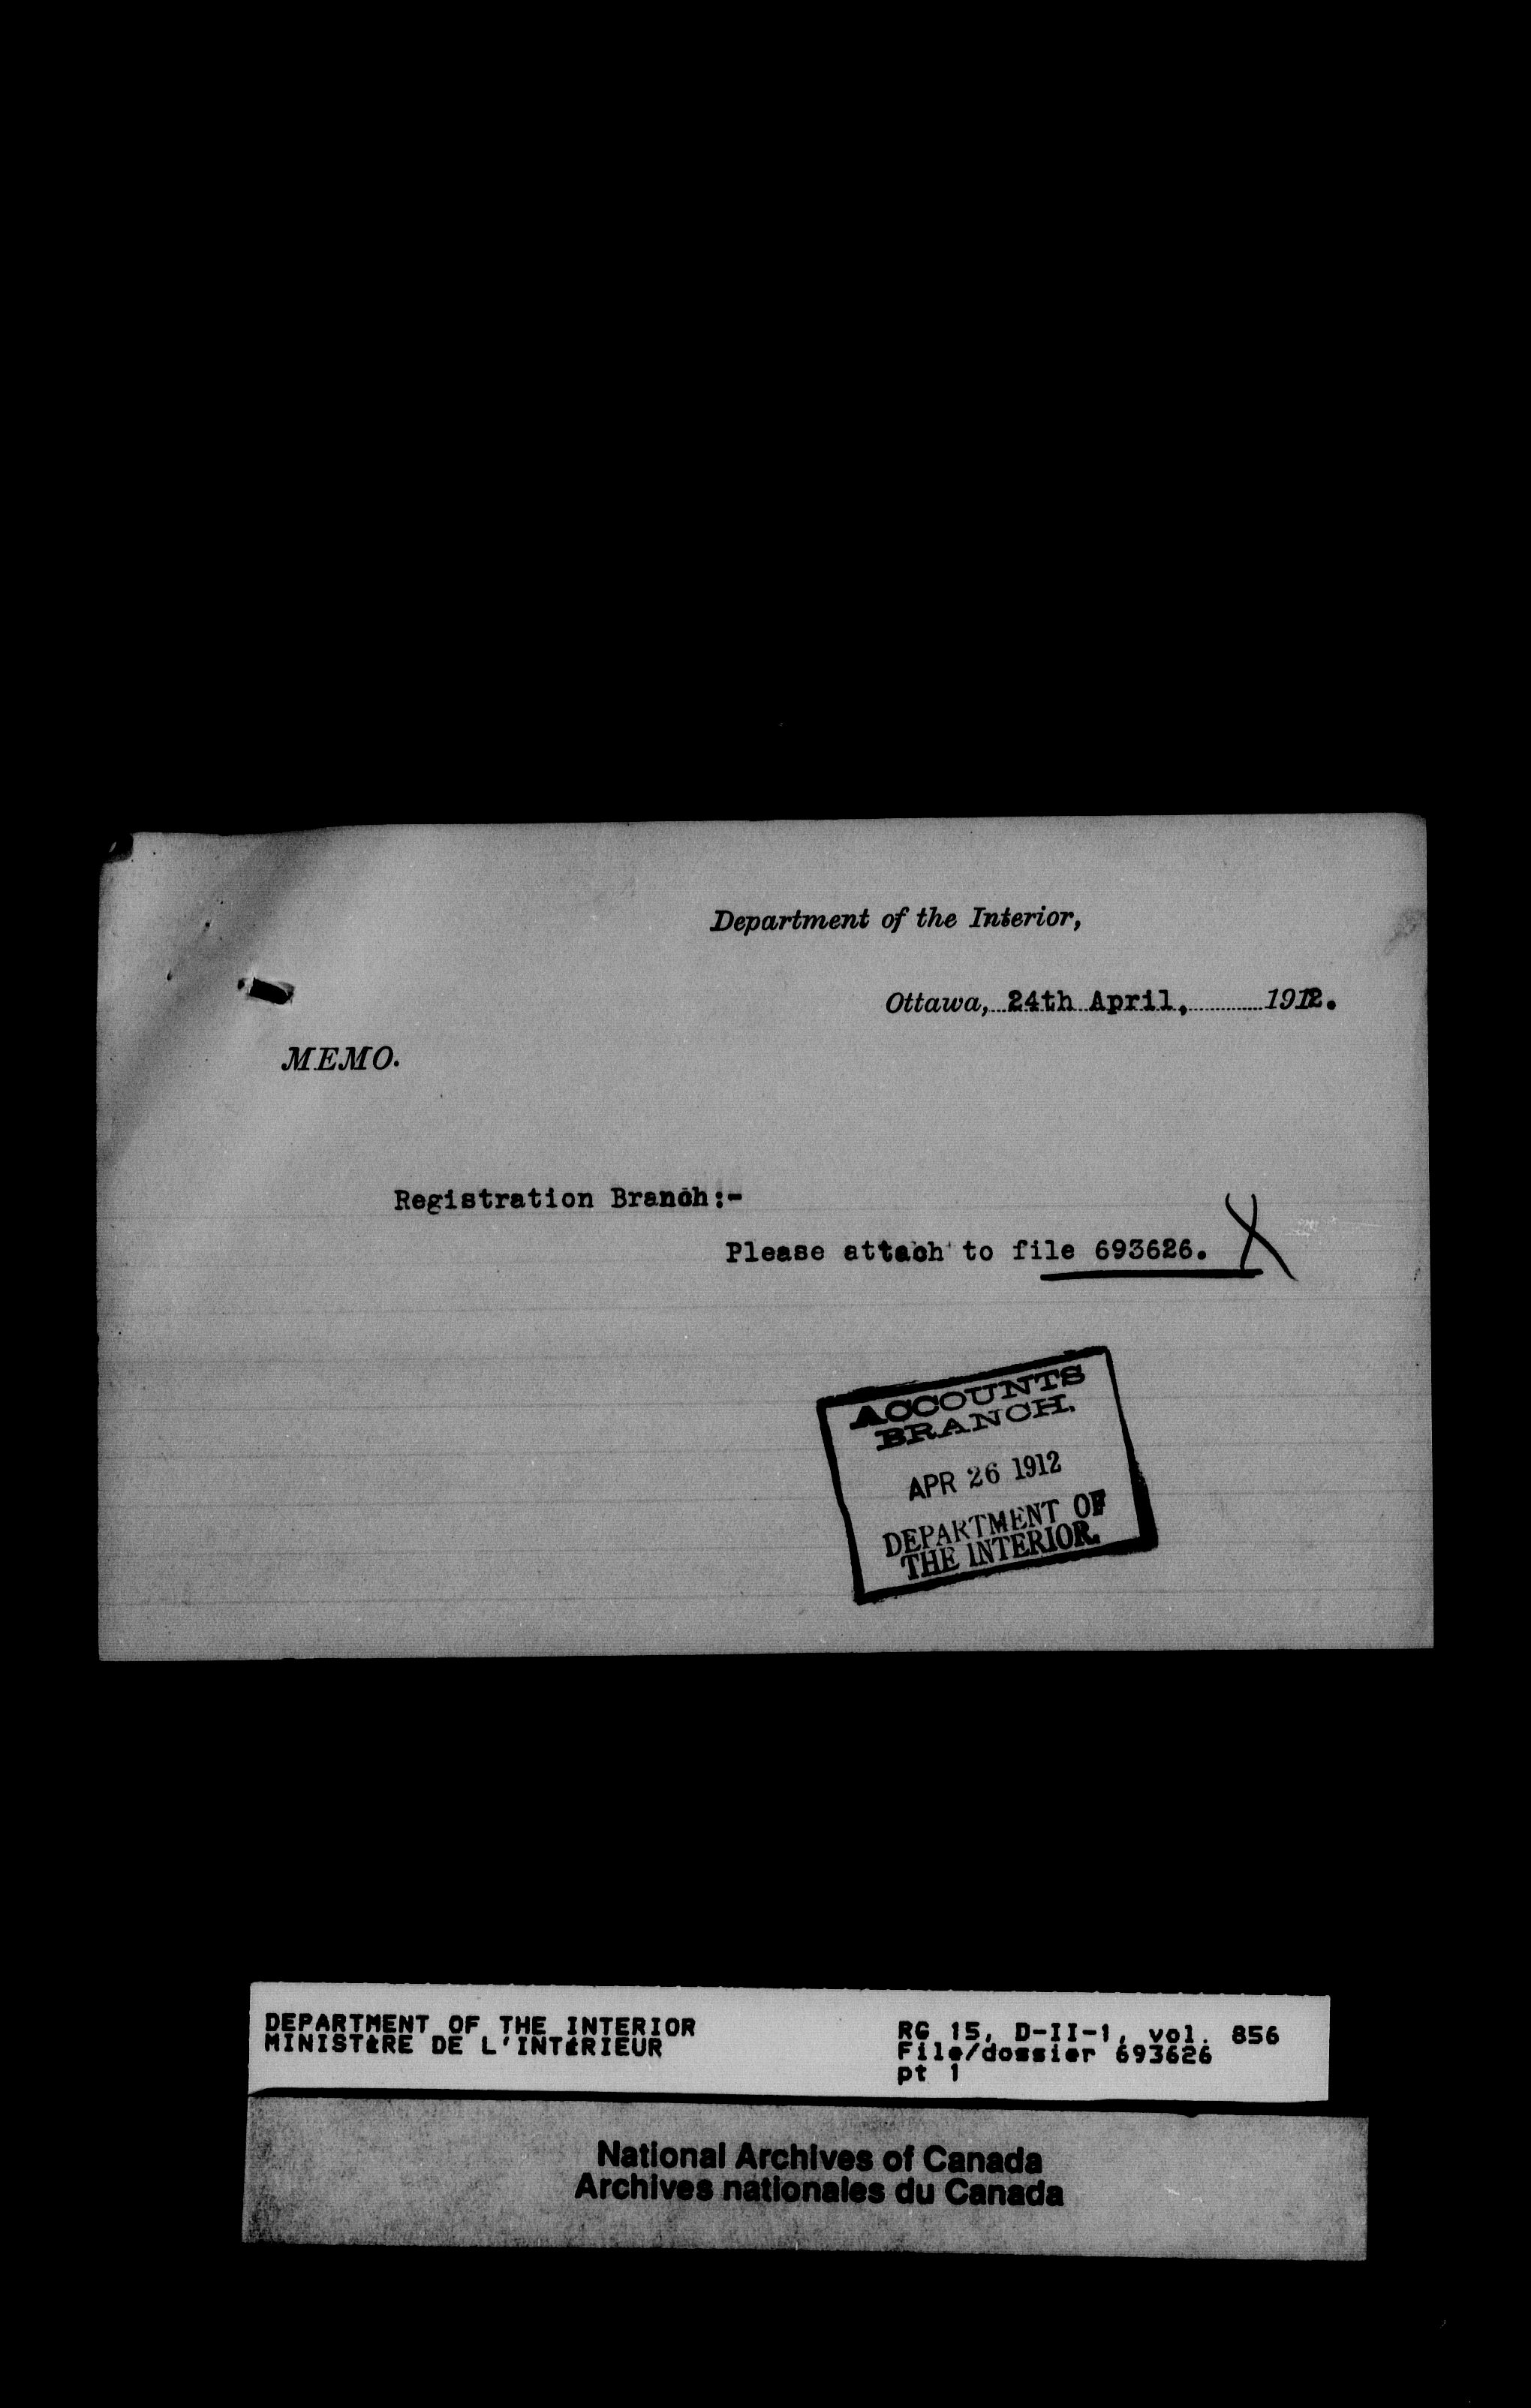 Department of the Interior,
Ottawa, 24th April, 1912.
MEMO.
Registration Branch:-
Please attach to file 693626. X
ACCOUNTS
BRANCH.
APR 26 1912
DEPARTMENT OF
THE INTERIOR.
DEPARTMENT OF THE INTERIOR
MINISTÈRE DE L'INTÉRIEUR
RG 15, D-II-1, vol. 856
File/dossier 693626
pt 1
National Archives of Canada
Archives nationales du Canada